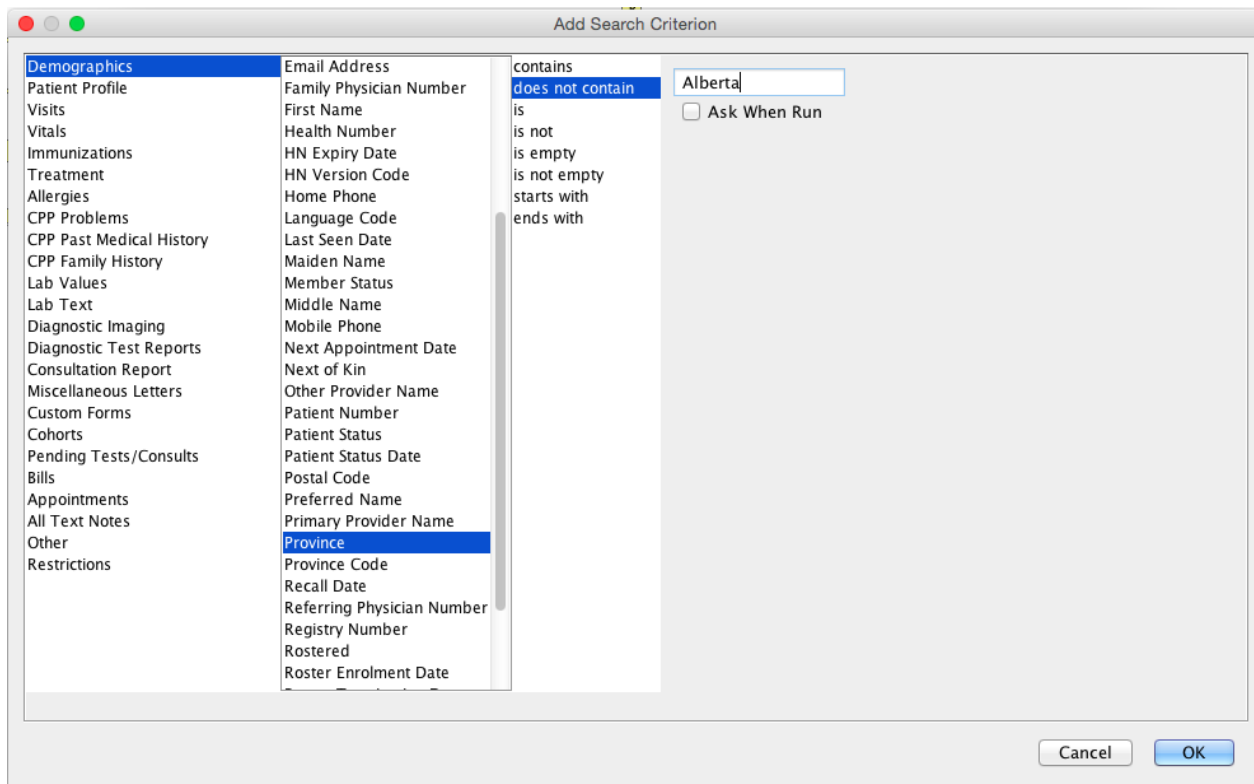 Add Search Criterion
Demographics
Patient Profile
Visits
Vitals
Immunizations
Treatment
Allergies
CPP Problems
CPP Past Medical History
CPP Family History
Lab Values
Lab Text
Diagnostic Imaging
Diagnostic Test Reports
Consultation Report
Miscellaneous Letters
Custom Forms
Cohorts
Pending Tests/Consults
Bills
Appointments
All Text Notes
Other
Restrictions
Email Address
Family Physician Number
First Name
Health Number
HN Expiry Date
HN Version Code
Home Phone
Language Code
Last Seen Date
Maiden Name
Member Status
Middle Name
Mobile Phone
Next Appointment Date
Next of Kin
Other Provider Name
Patient Number
Patient Status
Patient Status Date
Postal Code
Preferred Name
Primary Provider Name
Province
Province Code
Recall Date
Referring Physician Number
Registry Number
Rostered
Roster Enrolment Date
contains
does not contain
is
is not
is empty
is not empty
starts with
ends with
Alberta
Ask When Run
Cancel
OK